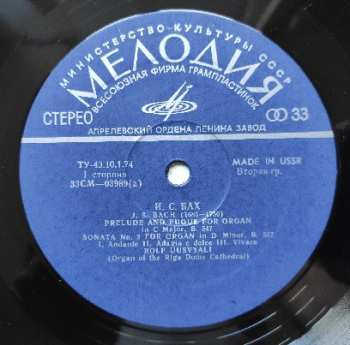 МИНИСТЕРСТВО КУЛЬТУРЫ СССР
МЕЛОДИЯ
ВСЕСОЮЗНАЯ ФИРМА ГРАМПЛАСТИНОК
СТЕРЕО
33
АПРЕЛЕВСКИЙ ОРДЕНА ЛЕНИНА ЗАВОД
ТУ-43.10.1.74
MADE IN USSR
1 сторона
Вторая гр.
33СМ—03989(а)
И. С. БАХ
J. S. BACH (1685-1750)
PRELUDE AND FUGUE FOR ORGAN
in C Major, B. 547
SONATA No. 3 FOR ORGAN in D Minor, B. 527
I. Andante II. Adagio e dolce III. Vivace
ROLF UUSVYALI
(Organ of the Riga Dome Cathedral)